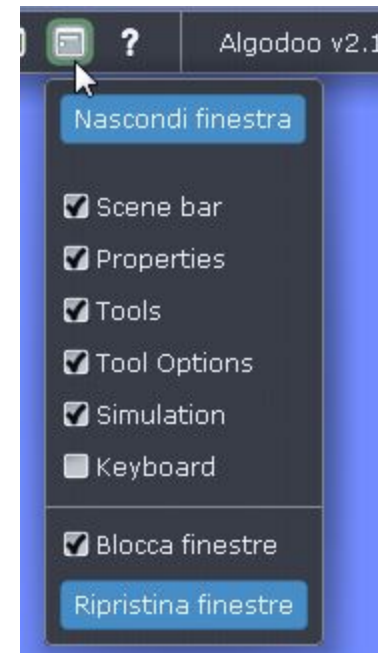 ? Algodoo v2.1
Nascondi finestra
Scene bar
Properties
Tools
Tool Options
Simulation
Keyboard
Blocca finestre
Ripristina finestre